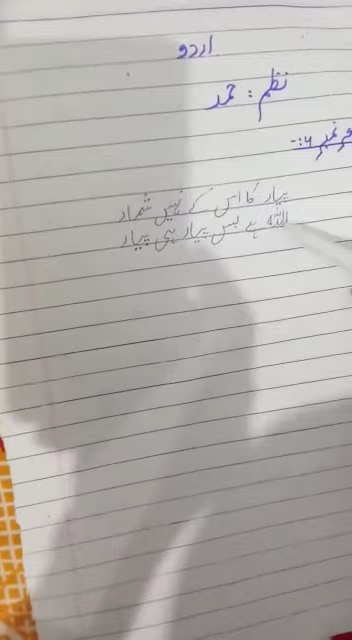 اردو
نظم : حمد
شعر نمبر ۶:-
پیار کا اس کے نہیں شمار
اللہ ہے بس پیار ہی پیار